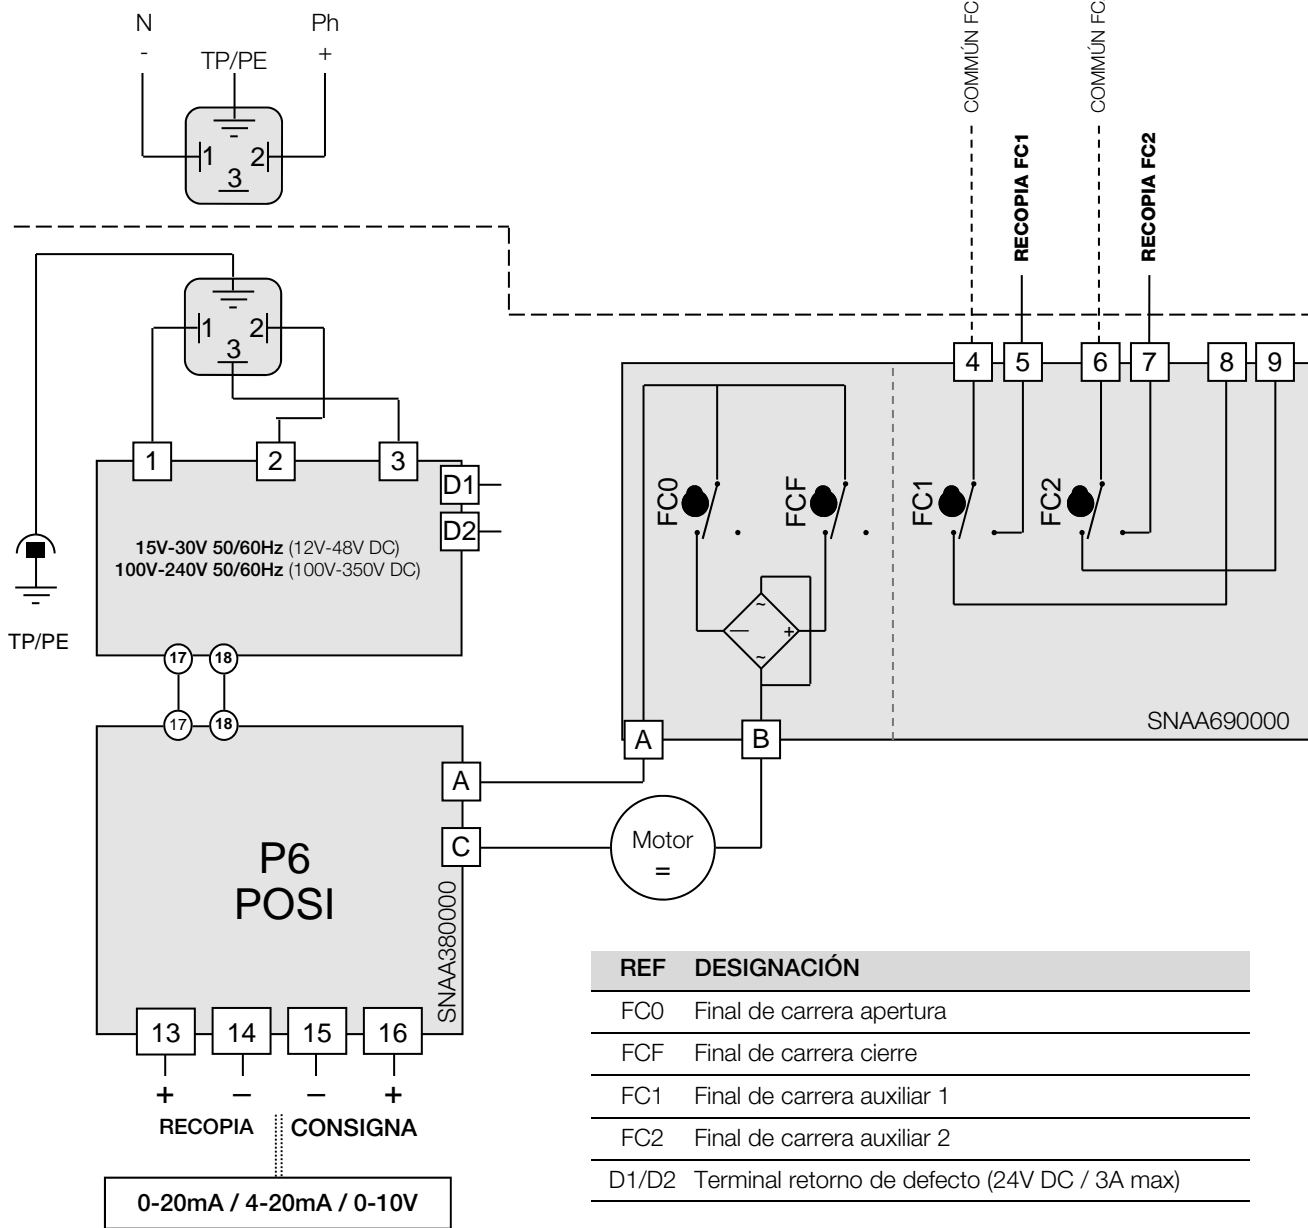 N
Ph
-
+
TP/PE
1
2
3
COMMÚN FC
COMMÚN FC
RECOPIA FC1
RECOPIA FC2
1
2
3
4
5
6
7
8
9
1
2
3
D1
D2
15V-30V 50/60Hz (12V-48V DC)
100V-240V 50/60Hz (100V-350V DC)
TP/PE
FC0
FCF
FC1
FC2
~
—
+
~
17
18
17
18
A
B
SNAA690000
A
C
Motor
=
P6
POSI
SNAA380000
13
14
15
16
+
–
–
+
RECOPIA
CONSIGNA
0-20mA / 4-20mA / 0-10V
REF DESIGNACIÓN
FC0 Final de carrera apertura
FCF Final de carrera cierre
FC1 Final de carrera auxiliar 1
FC2 Final de carrera auxiliar 2
D1/D2 Terminal retorno de defecto (24V DC / 3A max)